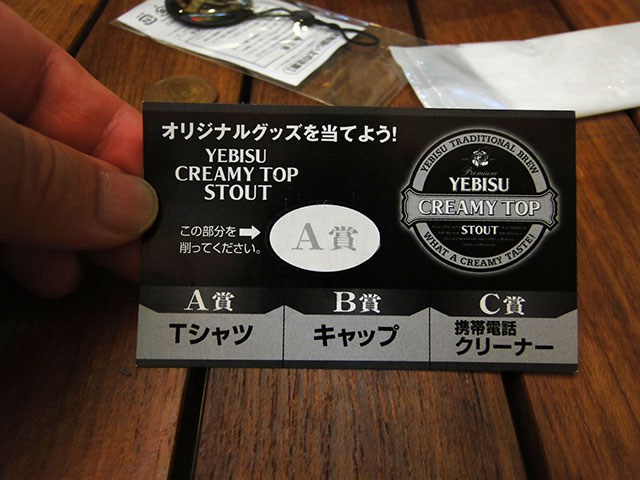 オリジナルグッズを当てよう!
YEBISU
CREAMY TOP
STOUT
この部分を
削ってください。
A賞
YEBISU TRADITIONAL BREW
Premium
YEBISU
CREAMY TOP
STOUT
WHAT A CREAMY TASTE!
A賞
Tシャツ
B賞
キャップ
C賞
携帯電話
クリーナー